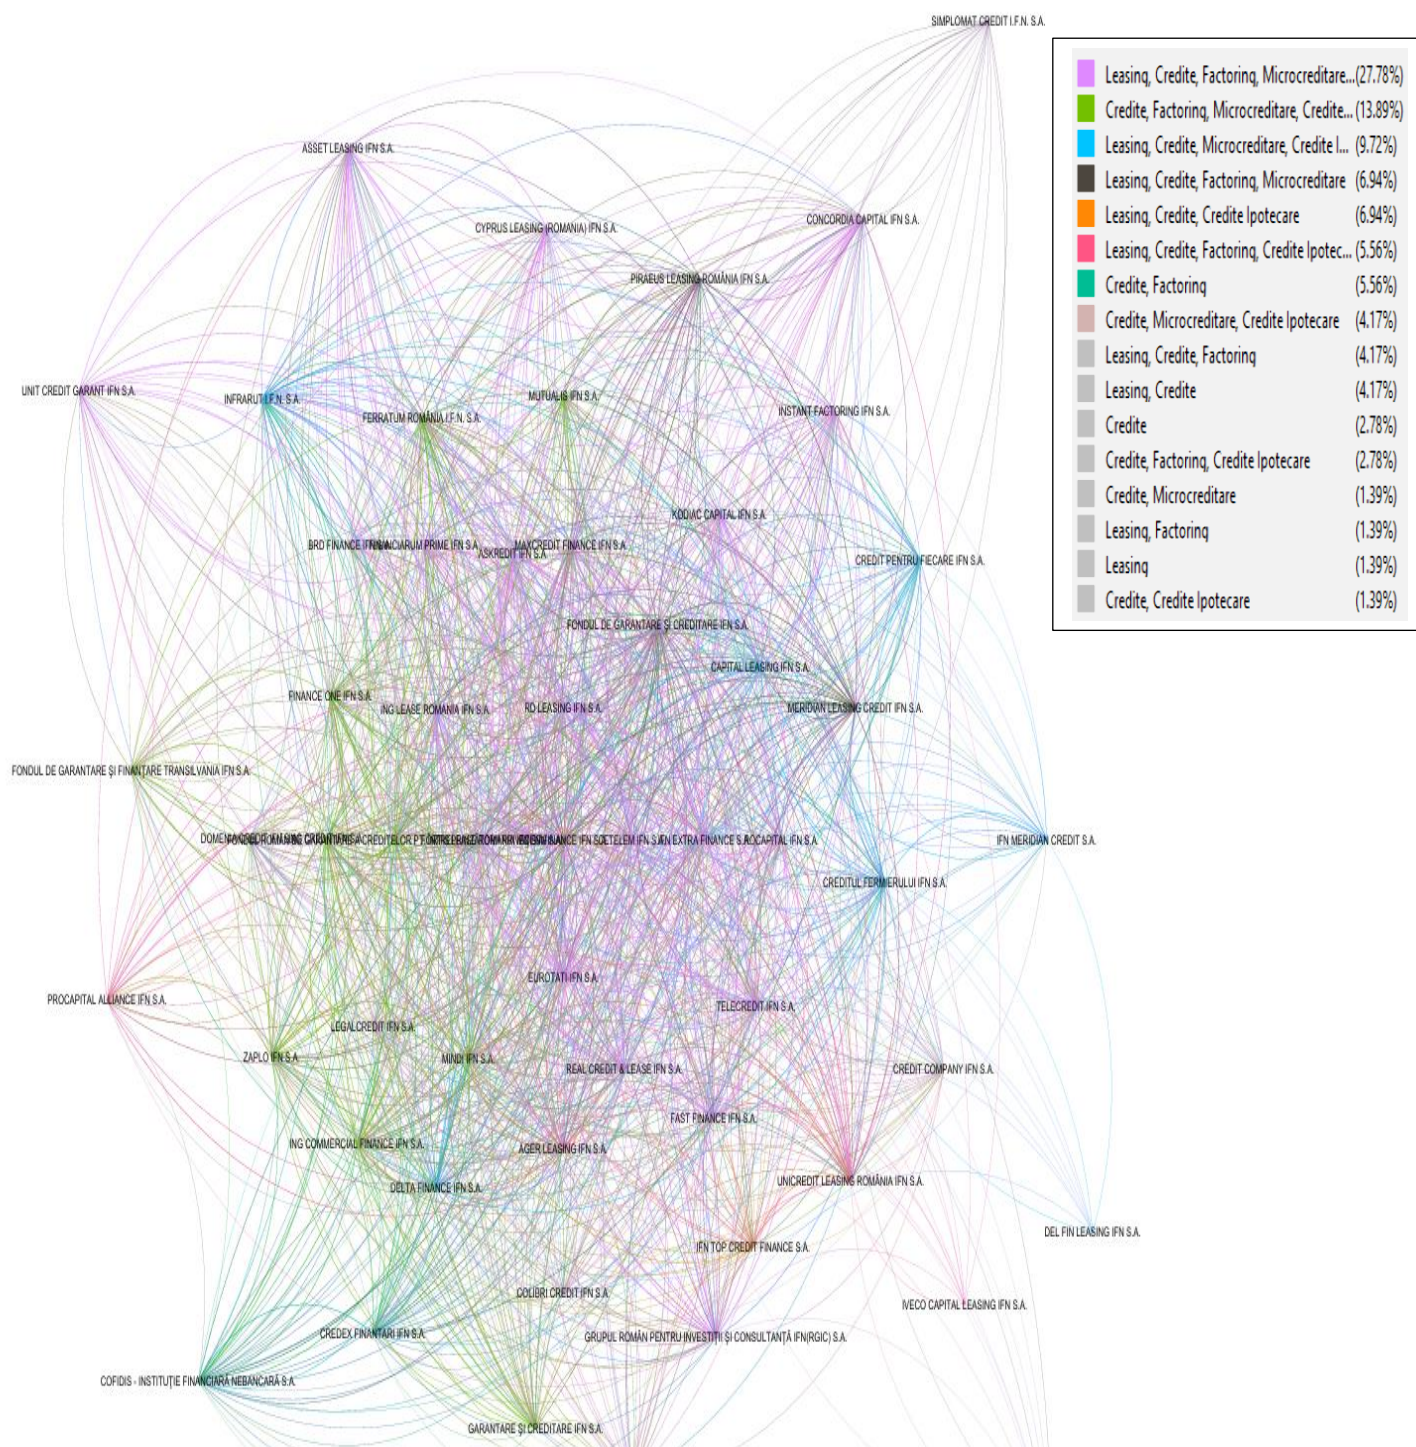 SIMPLOMAT CREDIT I.F.N. S.A.
Leasing, Credite, Factoring, Microcreditare... (27.78%)
Credite, Factoring, Microcreditare, Credite... (13.89%)
Leasing, Credite, Microcreditare, Credite I... (9.72%)
Leasing, Credite, Factoring, Microcreditare (6.94%)
Leasing, Credite, Credite Ipotecare (6.94%)
Leasing, Credite, Factoring, Credite Ipotec... (5.56%)
Credite, Factoring (5.56%)
Credite, Microcreditare, Credite Ipotecare (4.17%)
Leasing, Credite, Factoring (4.17%)
Leasing, Credite (4.17%)
Credite (2.78%)
Credite, Factoring, Credite Ipotecare (2.78%)
Credite, Microcreditare (1.39%)
Leasing, Factoring (1.39%)
Leasing (1.39%)
Credite, Credite Ipotecare (1.39%)
ASSET LEASING IFN S.A.
CONCORDIA CAPITAL IFN S.A.
CYPRUS LEASING (ROMANIA) IFN S.A.
PIRAEUS LEASING ROMÂNIA IFN S.A.
UNIT CREDIT GARANT IFN S.A.
INFRARUT I.F.N. S.A.
MUTUALIS IFN S.A.
FERRATUM ROMÂNIA I.F.N. S.A.
INSTANT FACTORING IFN S.A.
KODIAC CAPITAL IFN S.A.
BRD FINANCE IFN S.A.
PRIME IFN S.A.
MAXCREDIT FINANCE IFN S.A.
ASKREDIT IFN S.A.
CREDIT PENTRU FIECARE IFN S.A.
FONDUL DE GARANTARE ȘI CREDITARE IFN S.A.
CAPITAL LEASING IFN S.A.
FINANCE ONE IFN S.A.
ING LEASE ROMANIA IFN S.A.
RD LEASING IFN S.A.
MERIDIAN LEASING CREDIT IFN S.A.
FONDUL DE GARANTARE ȘI FINANȚARE TRANSILVANIA IFN S.A.
EXTRA FINANCE S.A.
IFN MERIDIAN CREDIT S.A.
CREDITUL FERMIERULUI IFN S.A.
EUROTATI IFN S.A.
PROCAPITAL ALLIANCE IFN S.A.
TELECREDIT IFN S.A.
LEGALCREDIT IFN S.A.
ZAPLO IFN S.A.
MINDI IFN S.A.
REAL CREDIT & LEASE IFN S.A.
CREDIT COMPANY IFN S.A.
FAST FINANCE IFN S.A.
ING COMMERCIAL FINANCE IFN S.A.
AGER LEASING IFN S.A.
DELTA FINANCE IFN S.A.
UNICREDIT LEASING ROMÂNIA IFN S.A.
DEL FIN LEASING IFN S.A.
IFN TOP CREDIT FINANCE S.A.
COLIBRI CREDIT IFN S.A.
IVECO CAPITAL LEASING IFN S.A.
CREDEX FINANTARI IFN S.A.
GRUPUL ROMÂN PENTRU INVESTIȚII ȘI CONSULTANȚĂ IFN(RGIC) S.A.
COFIDIS - INSTITUȚIE FINANCIARĂ NEBANCARĂ S.A.
GARANTARE ȘI CREDITARE IFN S.A.